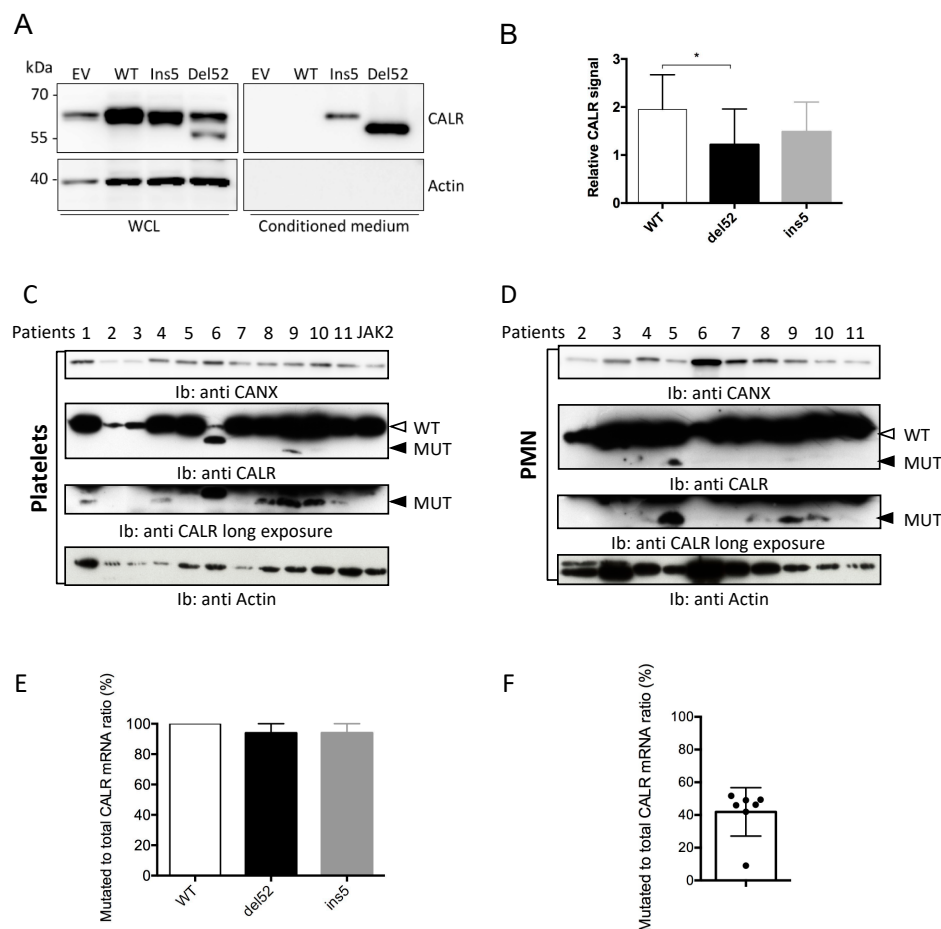 A
kDa
EV WT Ins5 Del52 EV WT Ins5 Del52
70
55
CALR
40
Actin
WCL Conditioned medium
B
Relative CALR signal
3
2
1
0
*
WT del52 ins5
C
Patients 1 2 3 4 5 6 7 8 9 10 11 JAK2
Platelets
Ib: anti CANX
WT
MUT
Ib: anti CALR
MUT
Ib: anti CALR long exposure
Ib: anti Actin
D
Patients 2 3 4 5 6 7 8 9 10 11
PMN
Ib: anti CANX
WT
MUT
Ib: anti CALR
MUT
Ib: anti CALR long exposure
Ib: anti Actin
E
Mutated to total CALR mRNA ratio (%)
100
80
60
40
20
0
WT del52 ins5
F
Mutated to total CALR mRNA ratio (%)
100
80
60
40
20
0